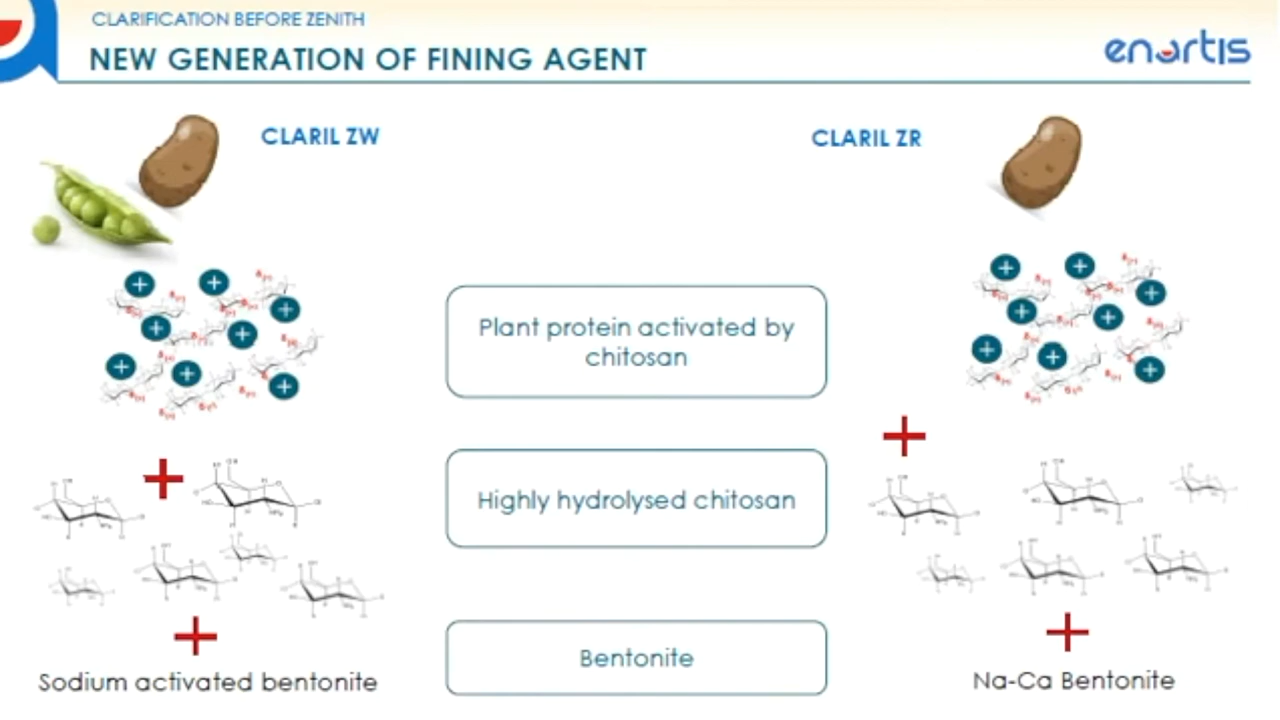 CLARIFICATION BEFORE ZENITH
NEW GENERATION OF FINING AGENT
enartis
CLARIL ZW
CLARIL ZR
Plant protein activated by
chitosan
Highly hydrolysed chitosan
Bentonite
Sodium activated bentonite
Na-Ca Bentonite